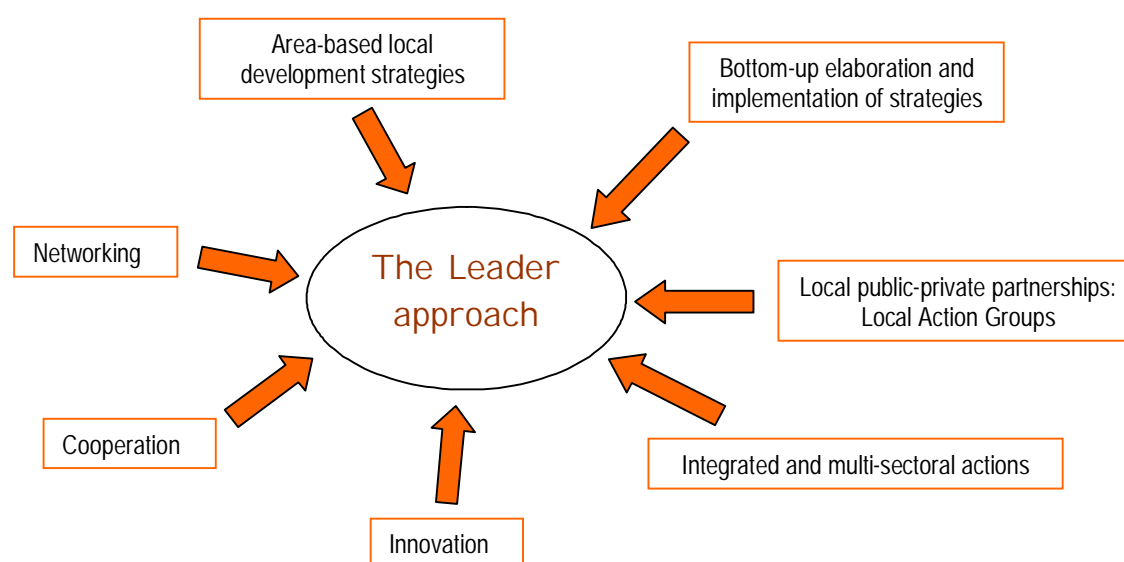 Area-based local
development strategies
Bottom-up elaboration and
implementation of strategies
Networking
The Leader
approach
Local public-private partnerships:
Local Action Groups
Cooperation
Integrated and multi-sectoral actions
Innovation